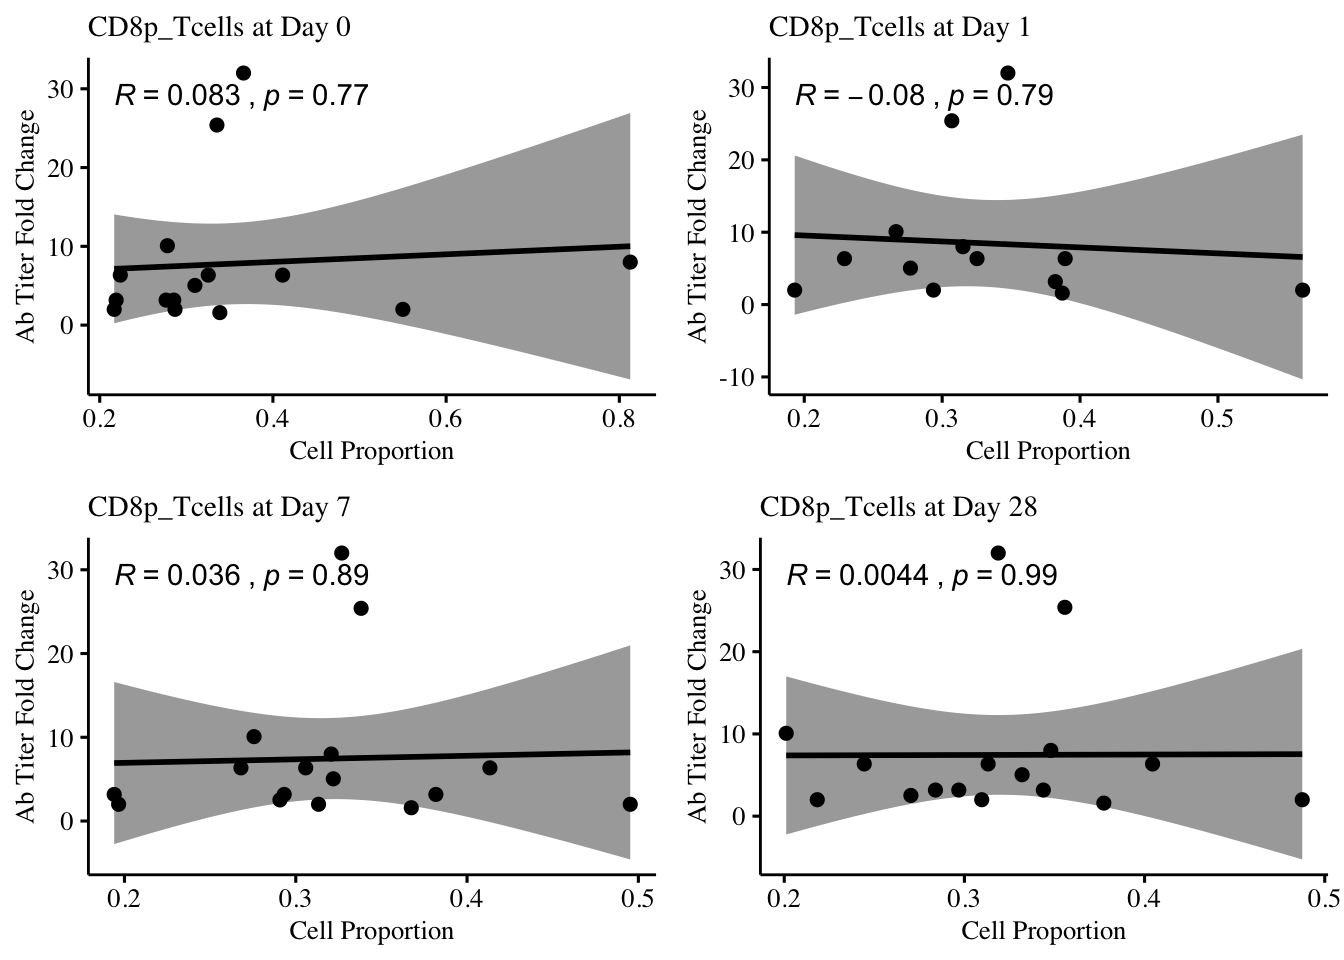 CD8p_Tcells at Day 0
R = 0.083 , p = 0.77
Ab Titer Fold Change
30
20
10
0
0.2 0.4 0.6 0.8
Cell Proportion
CD8p_Tcells at Day 1
R = −0.08 , p = 0.79
Ab Titer Fold Change
30
20
10
0
-10
0.2 0.3 0.4 0.5
Cell Proportion
CD8p_Tcells at Day 7
R = 0.036 , p = 0.89
Ab Titer Fold Change
30
20
10
0
0.2 0.3 0.4 0.5
Cell Proportion
CD8p_Tcells at Day 28
R = 0.0044 , p = 0.99
Ab Titer Fold Change
30
20
10
0
0.2 0.3 0.4 0.5
Cell Proportion